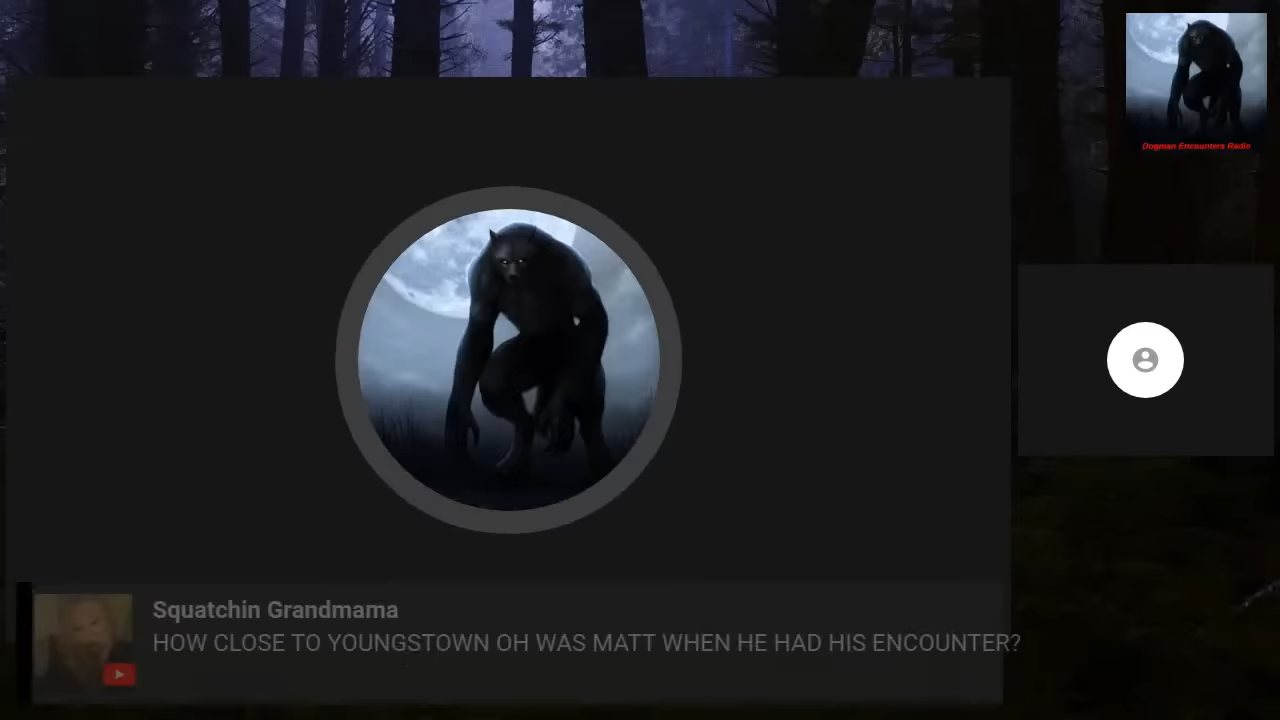 Dogman Encounters Radio
Squatchin Grandmama
HOW CLOSE TO YOUNGSTOWN OH WAS MATT WHEN HE HAD HIS ENCOUNTER?